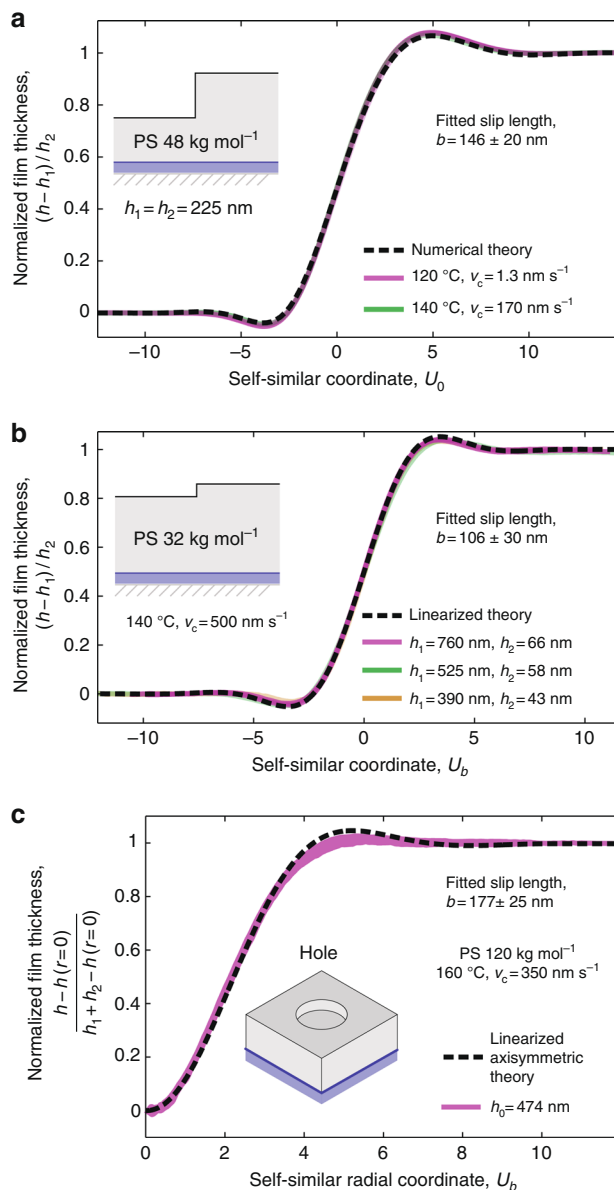 a
Normalized film thickness,
(h−h₁)/h₂
1
0.8
0.6
0.4
0.2
0
PS 48 kg mol⁻¹
h₁ = h₂ = 225 nm
Fitted slip length,
b = 146 ± 20 nm
Numerical theory
120 °C, v_c = 1.3 nm s⁻¹
140 °C, v_c = 170 nm s⁻¹
−10 −5 0 5 10
Self-similar coordinate, U₀
b
Normalized film thickness,
(h−h₁)/h₂
1
0.8
0.6
0.4
0.2
0
PS 32 kg mol⁻¹
140 °C, v_c = 500 nm s⁻¹
Fitted slip length,
b = 106 ± 30 nm
Linearized theory
h₁ = 760 nm, h₂ = 66 nm
h₁ = 525 nm, h₂ = 58 nm
h₁ = 390 nm, h₂ = 43 nm
−10 −5 0 5 10
Self-similar coordinate, U_b
c
Normalized film thickness,
h − h (r = 0)
h₁ + h₂ − h (r = 0)
1
0.8
0.6
0.4
0.2
0
Fitted slip length,
b = 177± 25 nm
PS 120 kg mol⁻¹
160 °C, v_c = 350 nm s⁻¹
Hole
Linearized
axisymmetric
theory
h₀ = 474 nm
0 2 4 6 8 10
Self-similar radial coordinate, U_b